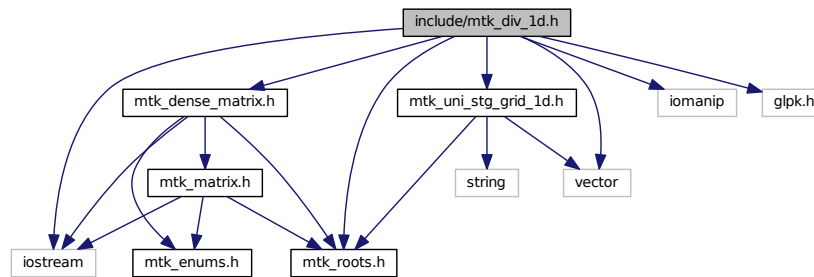 include/mtk_div_1d.h
mtk_dense_matrix.h
mtk_uni_stg_grid_1d.h
iomanip
glpk.h
mtk_matrix.h
string
vector
iostream
mtk_enums.h
mtk_roots.h